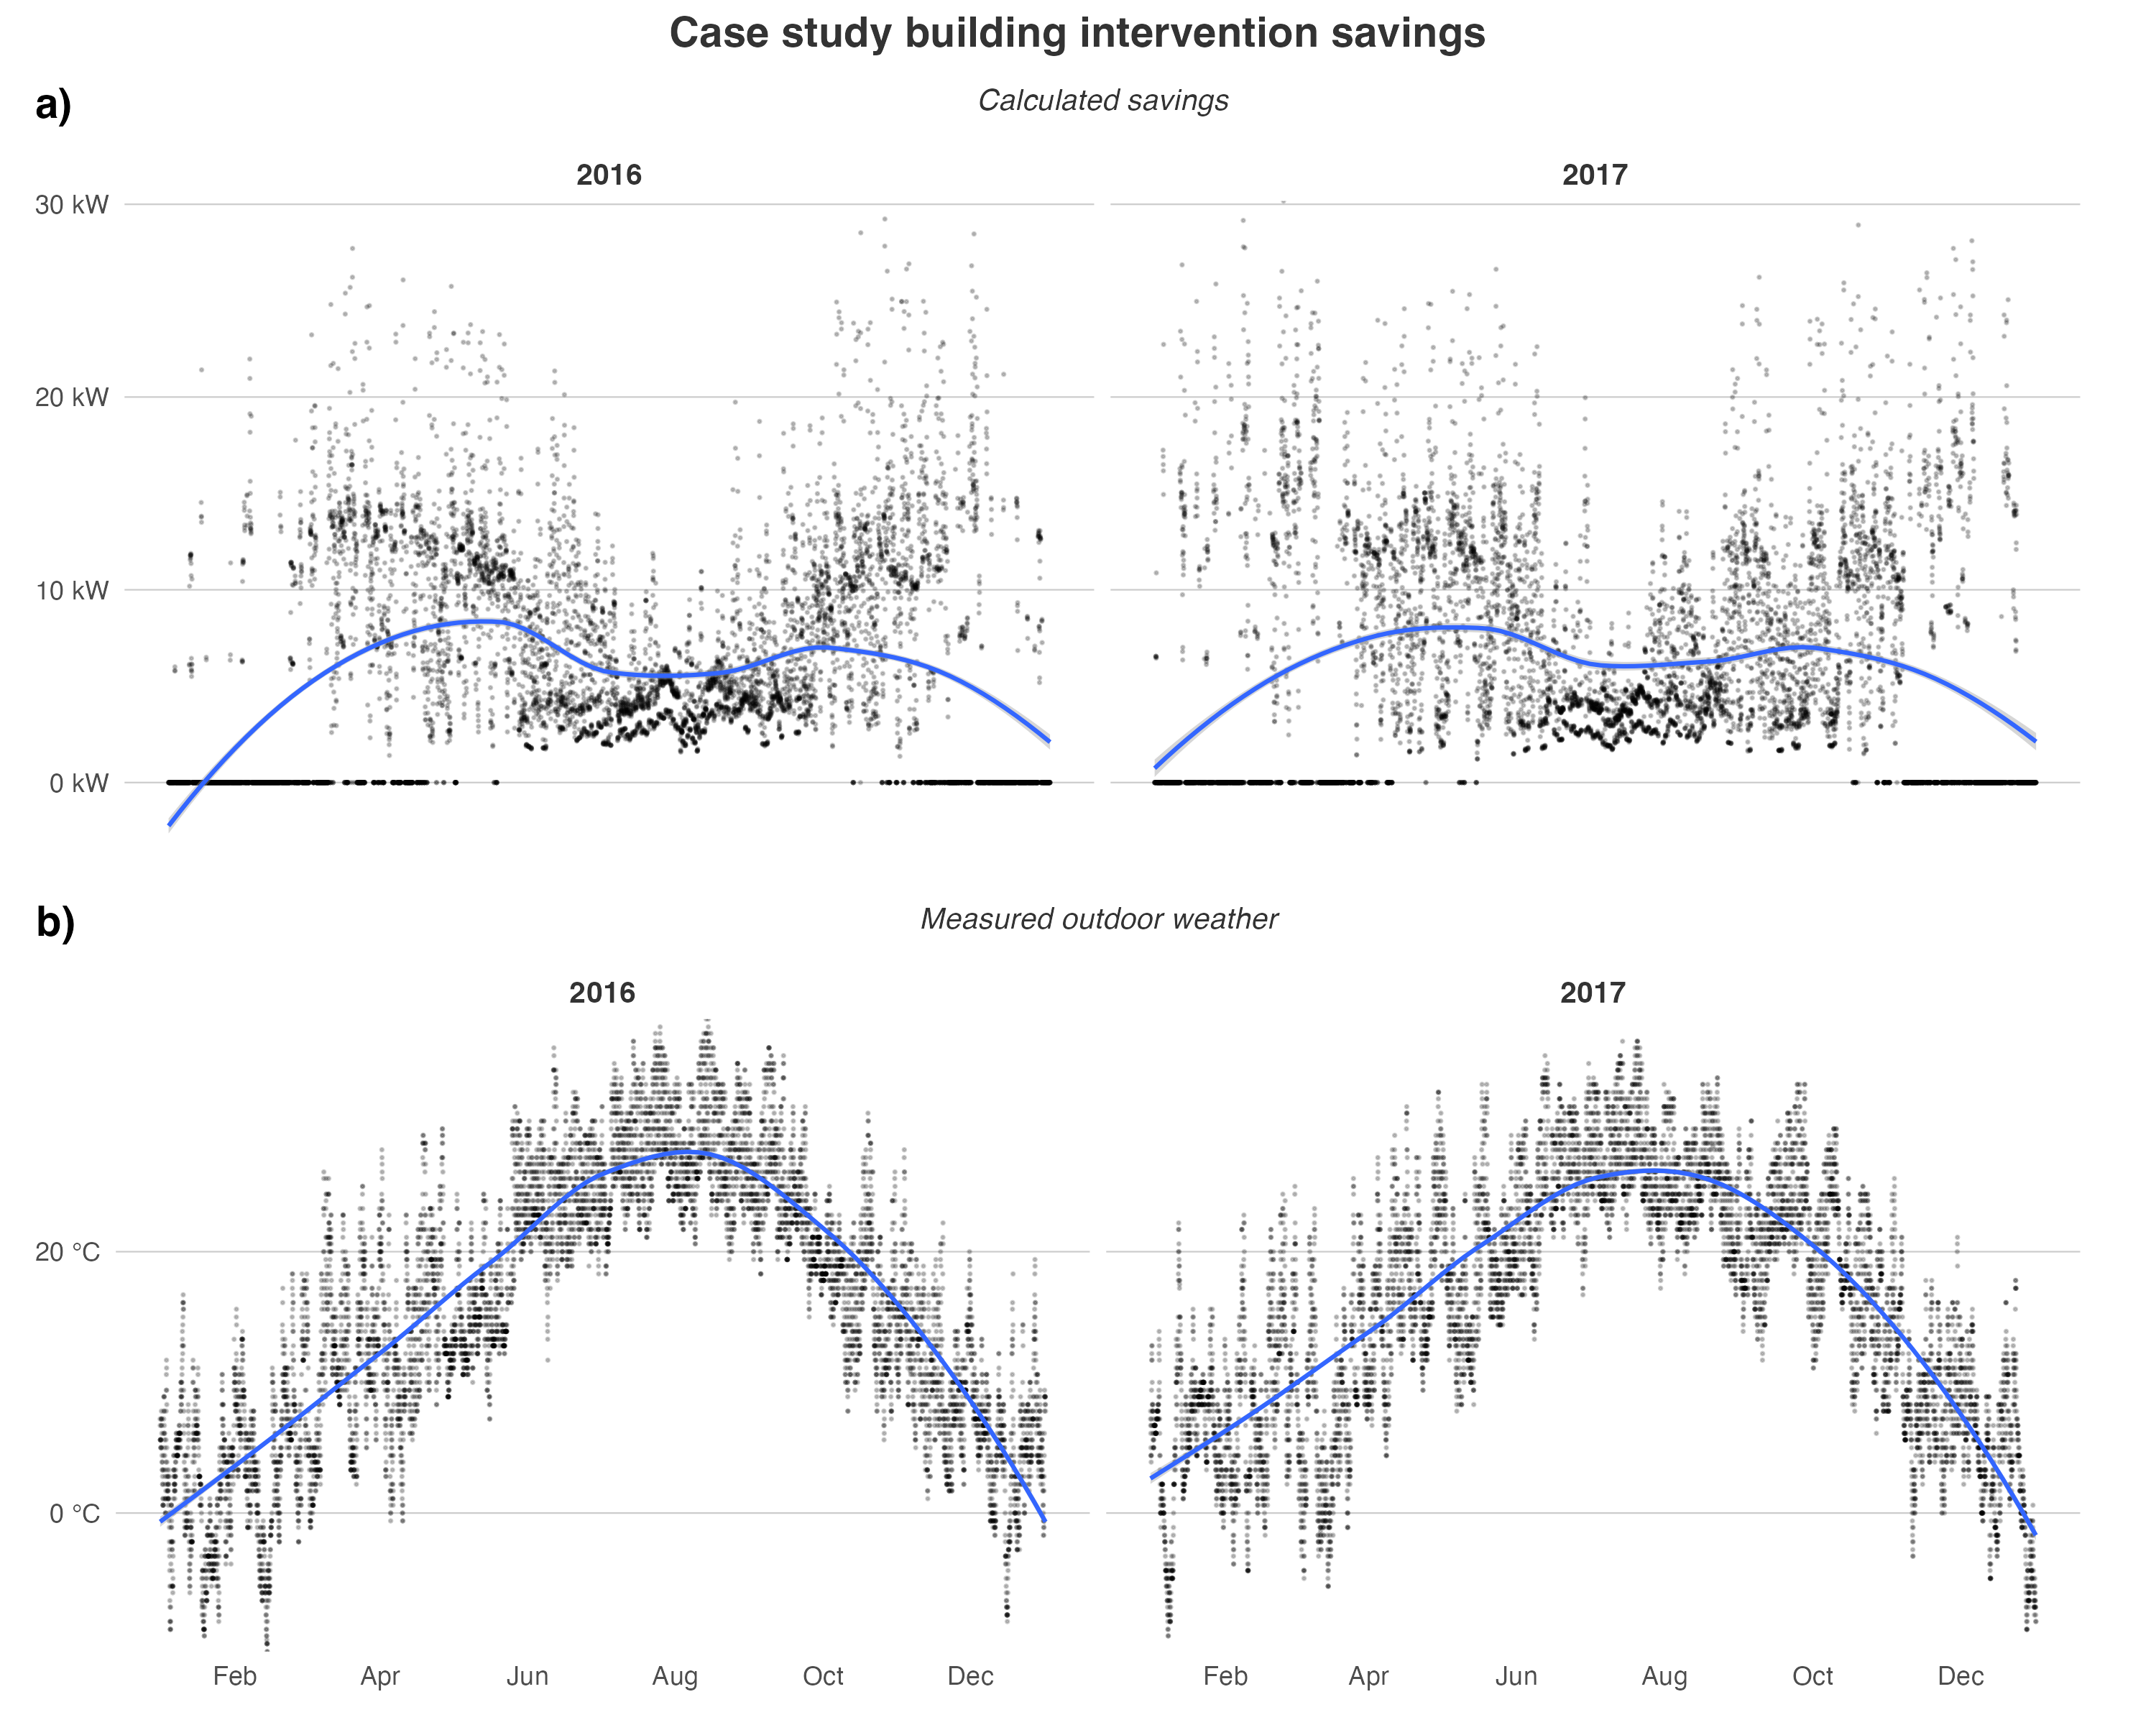 Case study building intervention savings
a)
Calculated savings
2016 2017
30 kW
20 kW
10 kW
0 kW
b)
Measured outdoor weather
2016 2017
20 °C
0 °C
Feb Apr Jun Aug Oct Dec Feb Apr Jun Aug Oct Dec